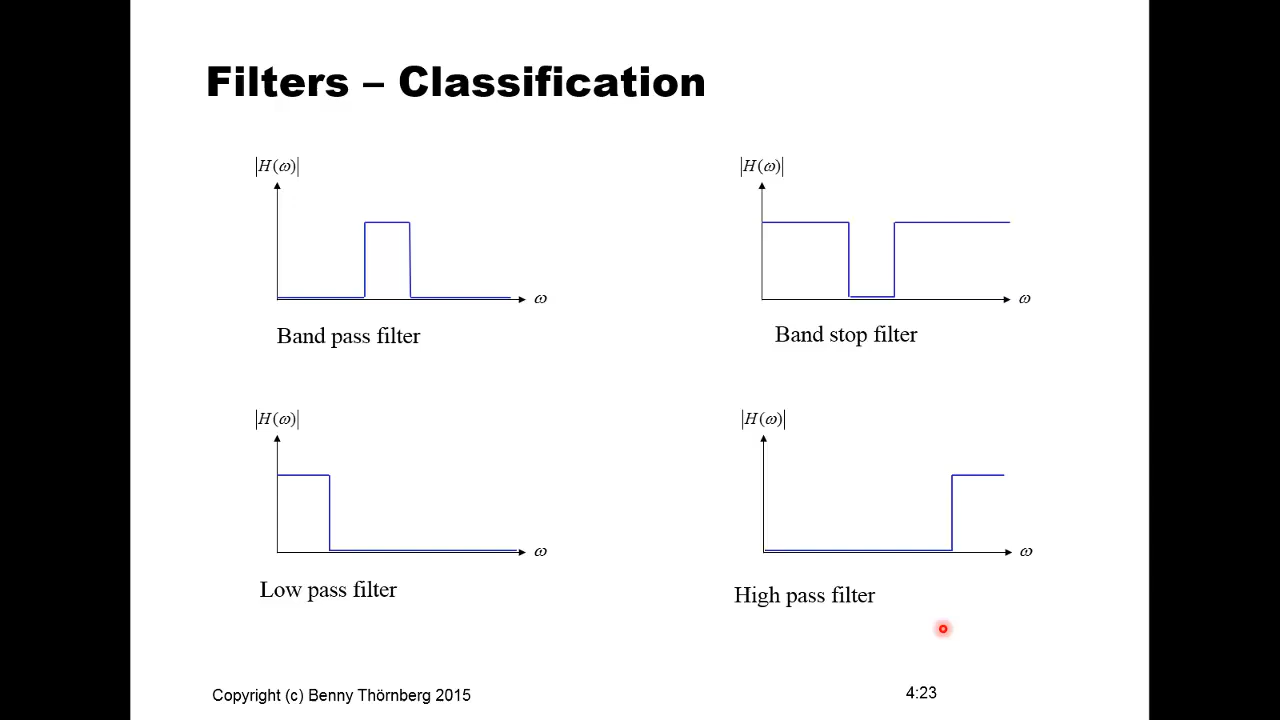 Filters – Classification
|H(ω)|
ω
Band pass filter
|H(ω)|
ω
Band stop filter
|H(ω)|
ω
Low pass filter
|H(ω)|
ω
High pass filter
Copyright (c) Benny Thörnberg 2015
4:23